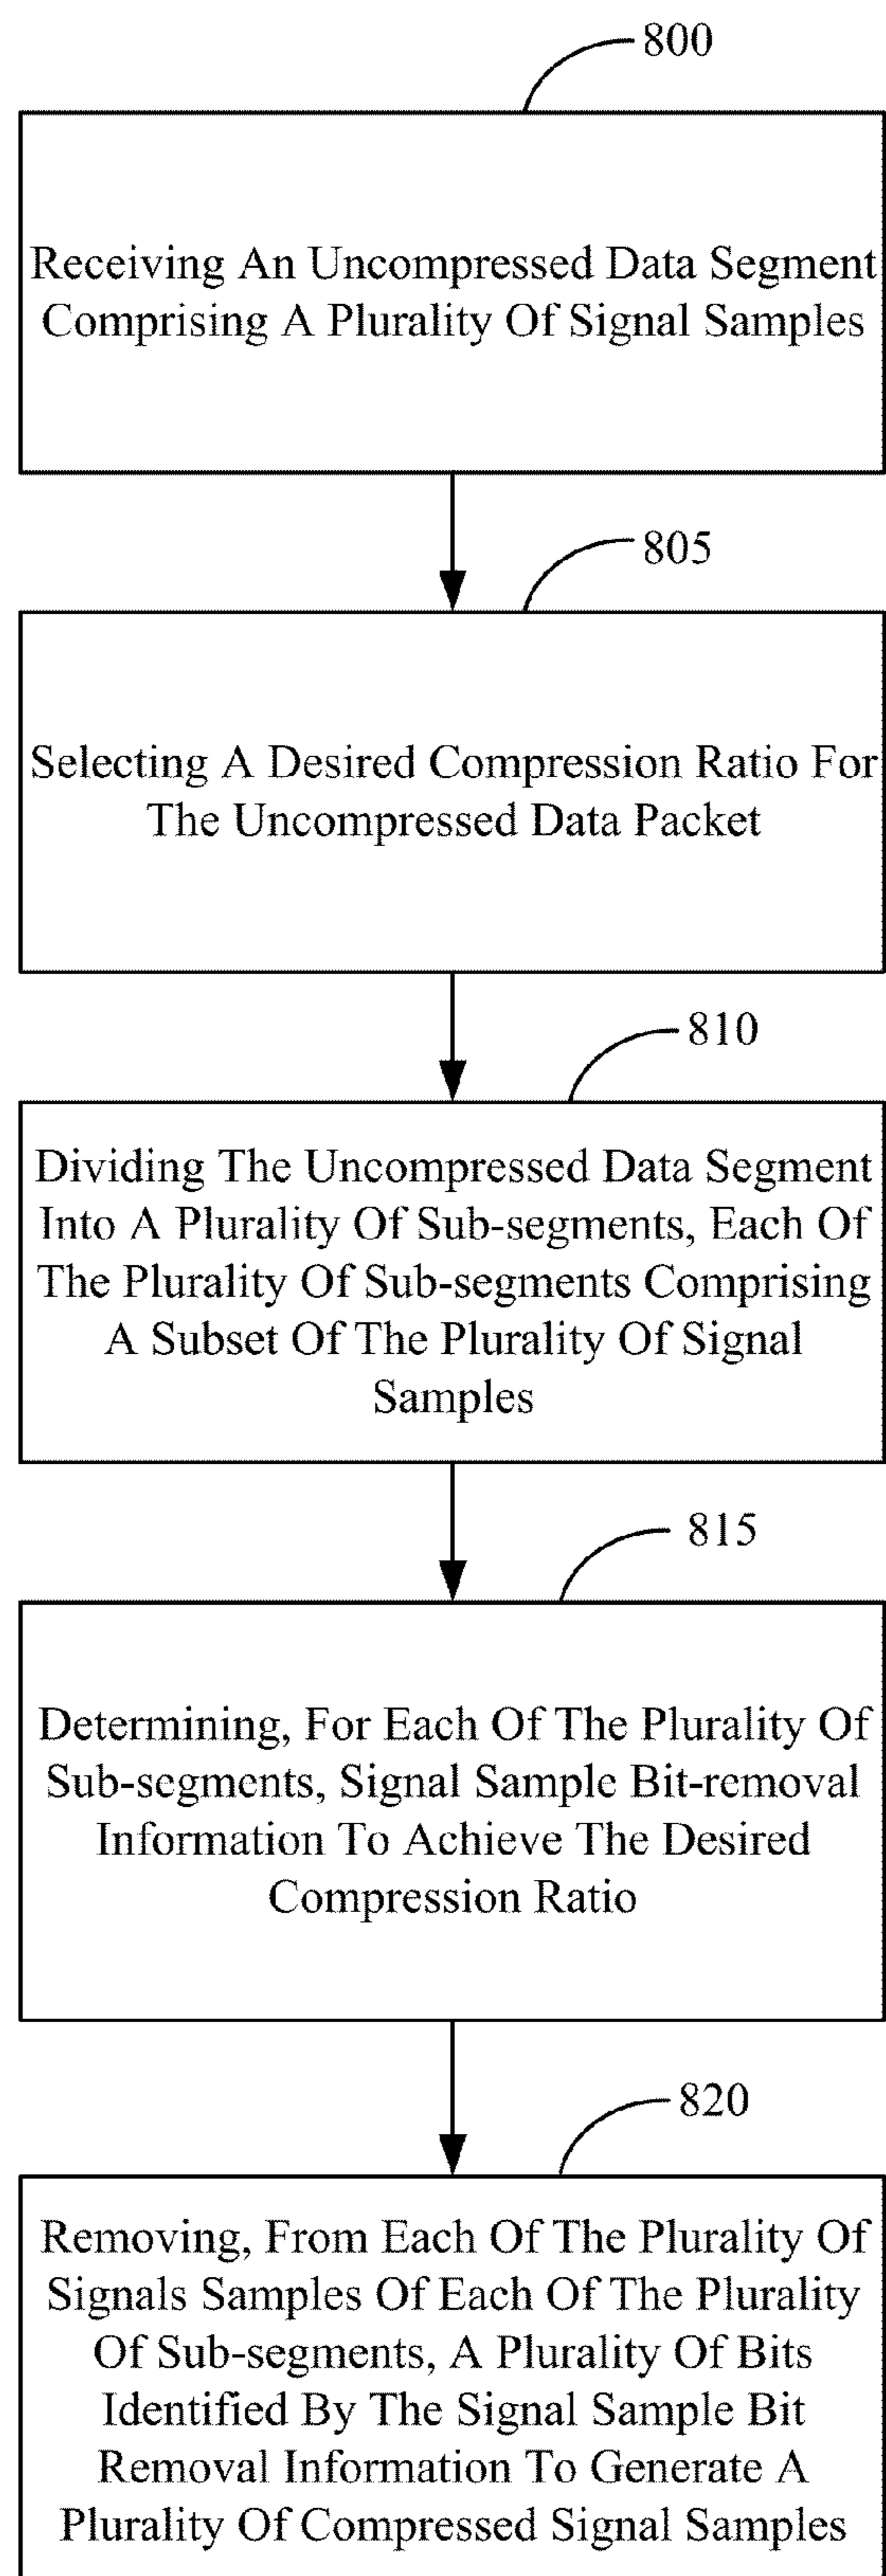 800
Receiving An Uncompressed Data Segment
Comprising A Plurality Of Signal Samples
805
Selecting A Desired Compression Ratio For
The Uncompressed Data Packet
810
Dividing The Uncompressed Data Segment
Into A Plurality Of Sub-segments, Each Of
The Plurality Of Sub-segments Comprising
A Subset Of The Plurality Of Signal
Samples
815
Determining, For Each Of The Plurality Of
Sub-segments, Signal Sample Bit-removal
Information To Achieve The Desired
Compression Ratio
820
Removing, From Each Of The Plurality Of
Signals Samples Of Each Of The Plurality
Of Sub-segments, A Plurality Of Bits
Identified By The Signal Sample Bit
Removal Information To Generate A
Plurality Of Compressed Signal Samples